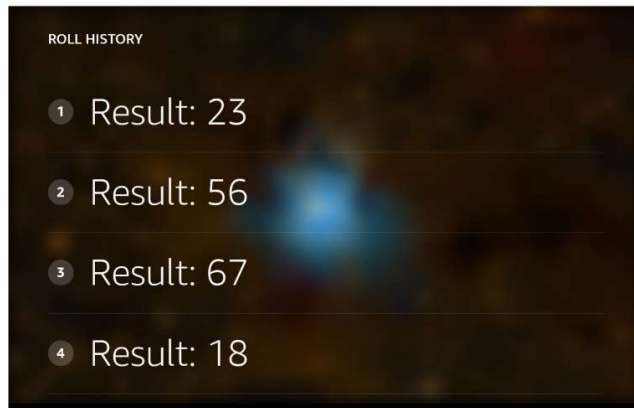 ROLL HISTORY
1 Result: 23
2 Result: 56
3 Result: 67
4 Result: 18